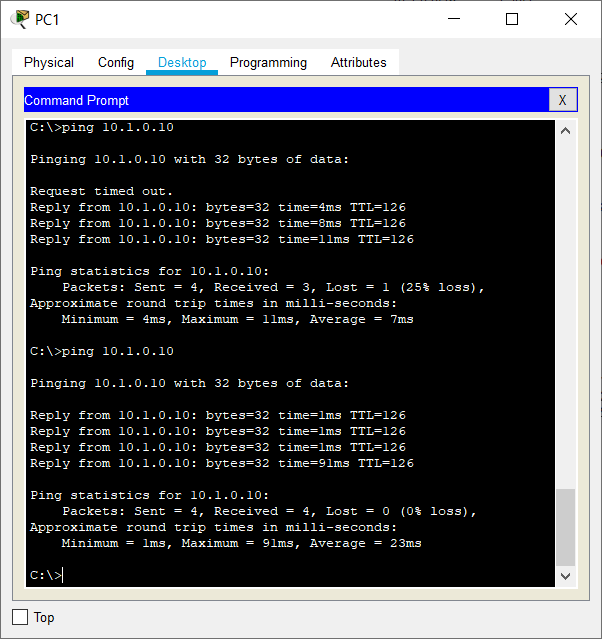 PC1
Physical Config Desktop Programming Attributes
Command Prompt X
C:\>ping 10.1.0.10
Pinging 10.1.0.10 with 32 bytes of data:
Request timed out.
Reply from 10.1.0.10: bytes=32 time=4ms TTL=126
Reply from 10.1.0.10: bytes=32 time=8ms TTL=126
Reply from 10.1.0.10: bytes=32 time=11ms TTL=126
Ping statistics for 10.1.0.10:
Packets: Sent = 4, Received = 3, Lost = 1 (25% loss),
Approximate round trip times in milli-seconds:
Minimum = 4ms, Maximum = 11ms, Average = 7ms
C:\>ping 10.1.0.10
Pinging 10.1.0.10 with 32 bytes of data:
Reply from 10.1.0.10: bytes=32 time=1ms TTL=126
Reply from 10.1.0.10: bytes=32 time=1ms TTL=126
Reply from 10.1.0.10: bytes=32 time=1ms TTL=126
Reply from 10.1.0.10: bytes=32 time=91ms TTL=126
Ping statistics for 10.1.0.10:
Packets: Sent = 4, Received = 4, Lost = 0 (0% loss),
Approximate round trip times in milli-seconds:
Minimum = 1ms, Maximum = 91ms, Average = 23ms
C:\>
Top